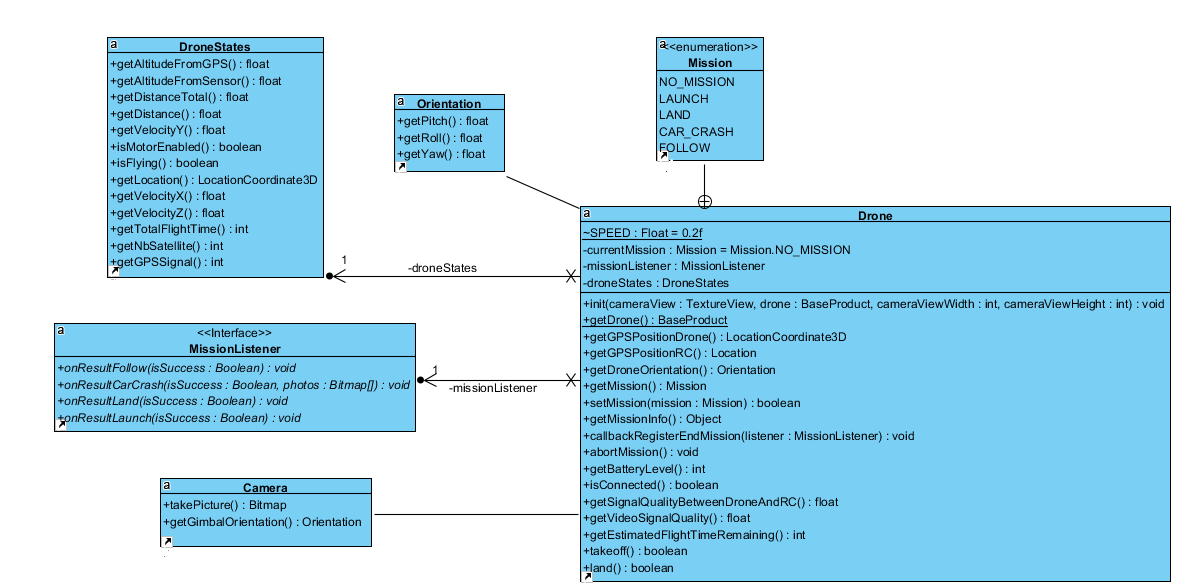 a
DroneStates
+getAltitudeFromGPS() : float
+getAltitudeFromSensor() : float
+getDistanceTotal() : float
+getDistance() : float
+getVelocityY() : float
+isMotorEnabled() : boolean
+isFlying() : boolean
+getLocation() : LocationCoordinate3D
+getVelocityX() : float
+getVelocityZ() : float
+getTotalFlightTime() : int
+getNbSatellite() : int
+getGPSSignal() : int
a
Orientation
+getPitch() : float
+getRoll() : float
+getYaw() : float
a
<<enumeration>>
Mission
NO_MISSION
LAUNCH
LAND
CAR_CRASH
FOLLOW
1
-droneStates
a
<<Interface>>
MissionListener
+onResultFollow(isSuccess : Boolean) : void
+onResultCarCrash(isSuccess : Boolean, photos : Bitmap[]) : void
+onResultLand(isSuccess : Boolean) : void
+onResultLaunch(isSuccess : Boolean) : void
1
-missionListener
a
Camera
+takePicture() : Bitmap
+getGimbalOrientation() : Orientation
a
Drone
~SPEED : Float = 0.2f
-currentMission : Mission = Mission.NO_MISSION
-missionListener : MissionListener
-droneStates : DroneStates
+init(cameraView : TextureView, drone : BaseProduct, cameraViewWidth : int, cameraViewHeight : int) : void
+getDrone() : BaseProduct
+getGPSPositionDrone() : LocationCoordinate3D
+getGPSPositionRC() : Location
+getDroneOrientation() : Orientation
+getMission() : Mission
+setMission(mission : Mission) : boolean
+getMissionInfo() : Object
+callbackRegisterEndMission(listener : MissionListener) : void
+abortMission() : void
+getBatteryLevel() : int
+isConnected() : boolean
+getSignalQualityBetweenDroneAndRC() : float
+getVideoSignalQuality() : float
+getEstimatedFlightTimeRemaining() : int
+takeoff() : boolean
+land() : boolean